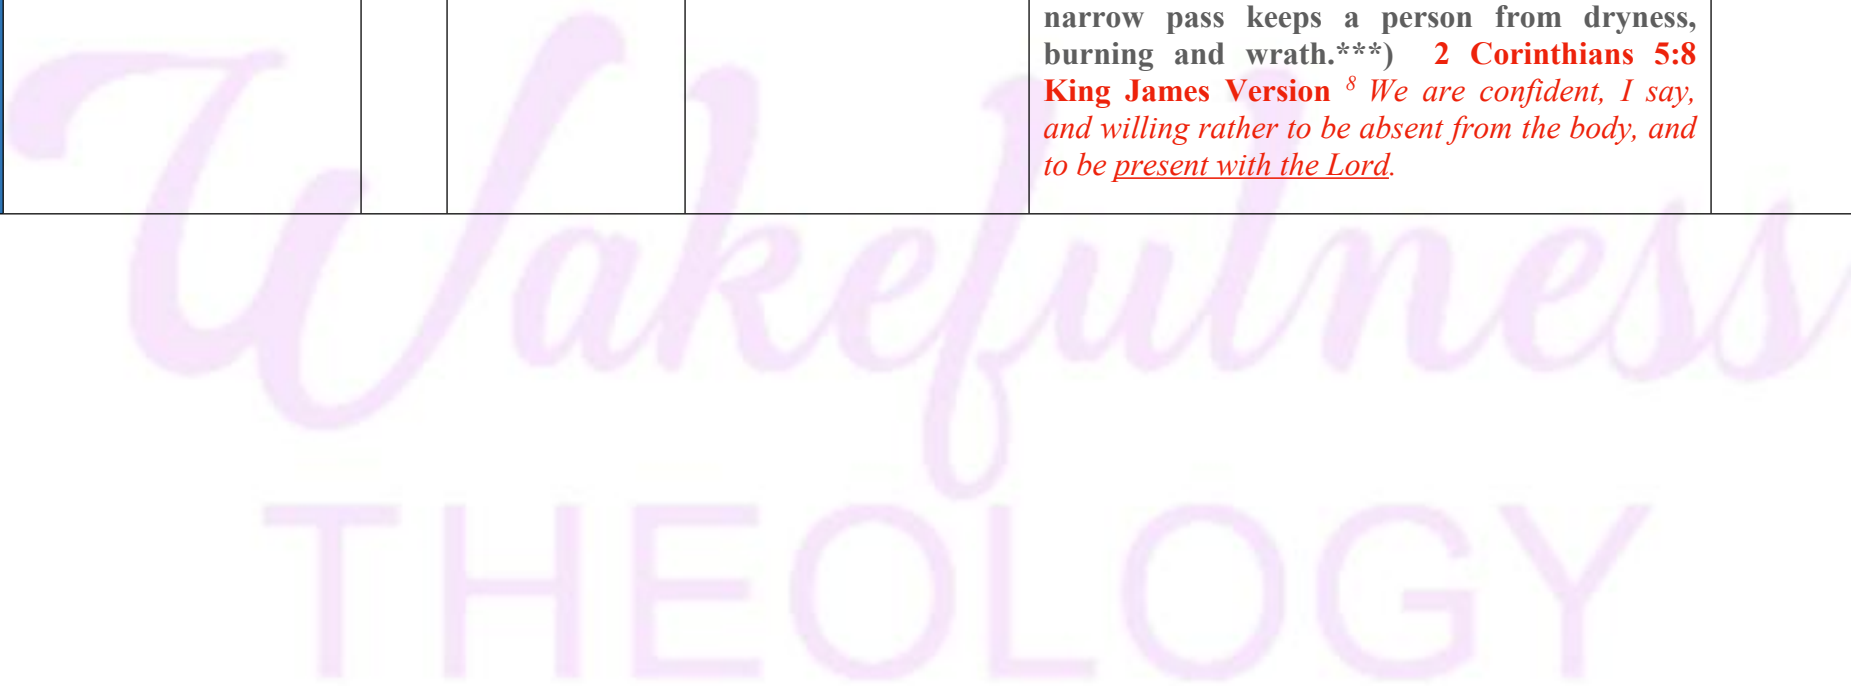 narrow pass keeps a person from dryness,
burning and wrath.***) 2 Corinthians 5:8
King James Version 8 We are confident, I say,
and willing rather to be absent from the body, and
to be present with the Lord.
Wakefulness
THEOLOGY